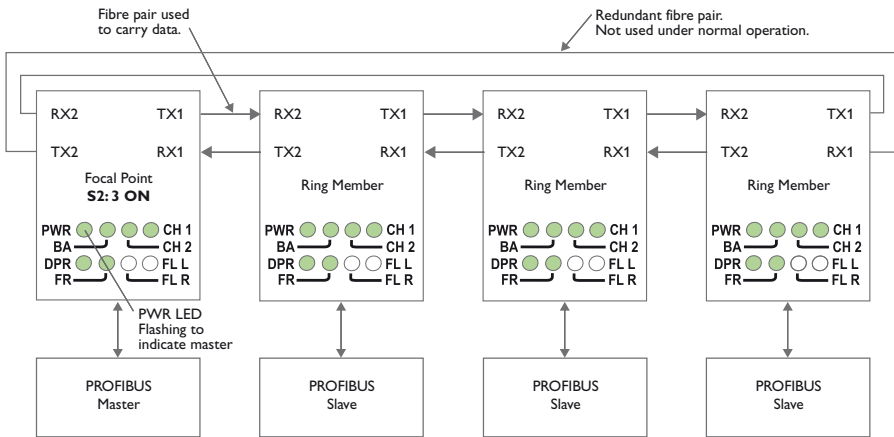 Fibre pair used
to carry data.
Redundant fibre pair.
Not used under normal operation.
RX2 TX1
TX2 RX1
Focal Point
S2: 3 ON
PWR CH 1
BA CH 2
DPR FL L
FR FL R
PWR LED
Flashing to
indicate master
PROFIBUS
Master
RX2 TX1
TX2 RX1
Ring Member
PWR CH 1
BA CH 2
DPR FL L
FR FL R
PROFIBUS
Slave
RX2 TX1
TX2 RX1
Ring Member
PWR CH 1
BA CH 2
DPR FL L
FR FL R
PROFIBUS
Slave
RX2 TX1
TX2 RX1
Ring Member
PWR CH 1
BA CH 2
DPR FL L
FR FL R
PROFIBUS
Slave